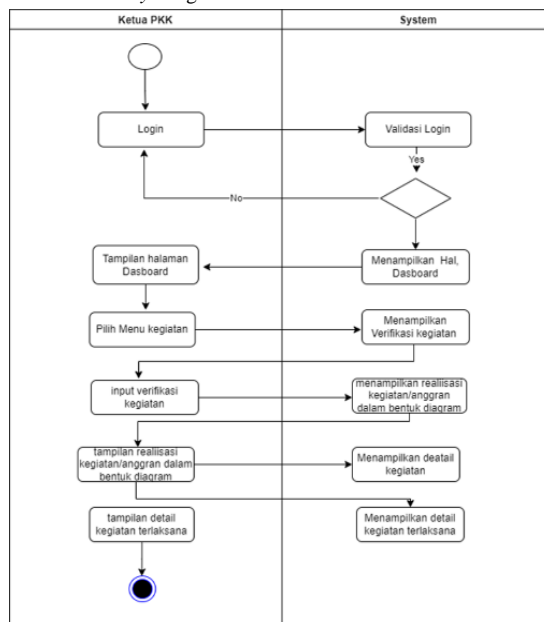 Ketua PKK
System
Login
Validasi Login
Yes
No
Tampilan halaman
Dasboard
Menampilkan Hal,
Dasboard
Pilih Menu kegiatan
Menampilkan
Verifikasi kegiatan
input verifikasi
kegiatan
menampilkan realiisasi
kegiatan/anggran
dalam bentuk diagram
tampilan realiisasi
kegiatan/anggran dalam
bentuk diagram
Menampilkan deatail
kegiatan
tampilan detail
kegiatan terlaksana
Menampilkan detail
kegiatan terlaksana